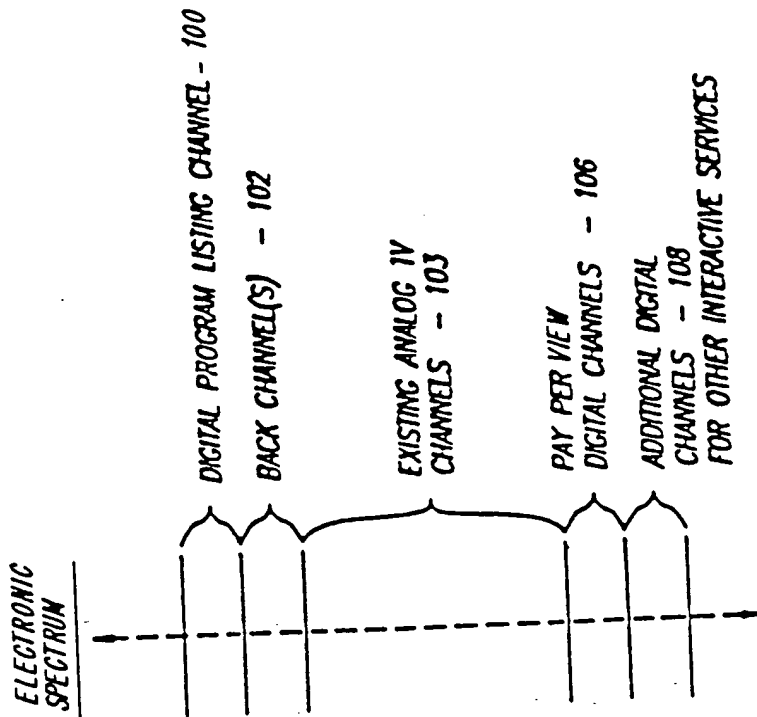 ELECTRONIC
SPECTRUM
DIGITAL PROGRAM LISTING CHANNEL - 100
BACK CHANNEL(S) - 102
EXISTING ANALOG TV
CHANNELS - 103
PAY PER VIEW
DIGITAL CHANNELS - 106
ADDITIONAL DIGITAL
CHANNELS - 108
FOR OTHER INTERACTIVE SERVICES